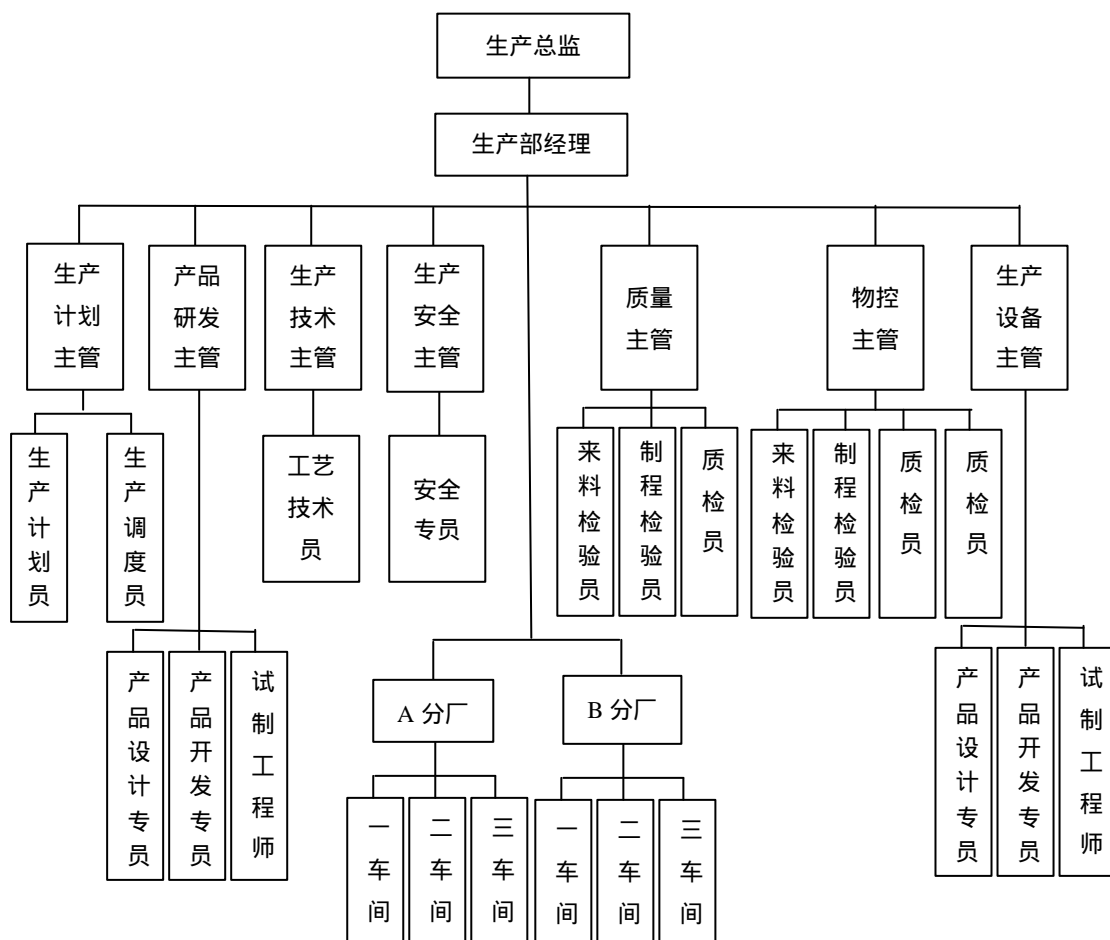 生产总监
生产部经理
生产
计划
主管
产品
研发
主管
生产
技术
主管
生产
安全
主管
质量
主管
物控
主管
生产
设备
主管
生产计划员
生产调度员
工艺
技术
员
安全
专员
来料检验员
制程检验员
质检员
来料检验员
制程检验员
质检员
质检员
产品设计专员
产品开发专员
试制工程师
A 分厂
B 分厂
产品设计专员
产品开发专员
试制工程师
一车间
二车间
三车间
一车间
二车间
三车间